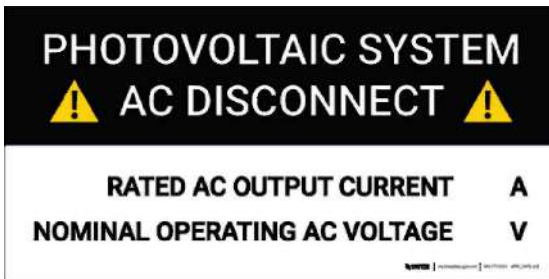 PHOTOVOLTAIC SYSTEM
AC DISCONNECT
RATED AC OUTPUT CURRENT A
NOMINAL OPERATING AC VOLTAGE V